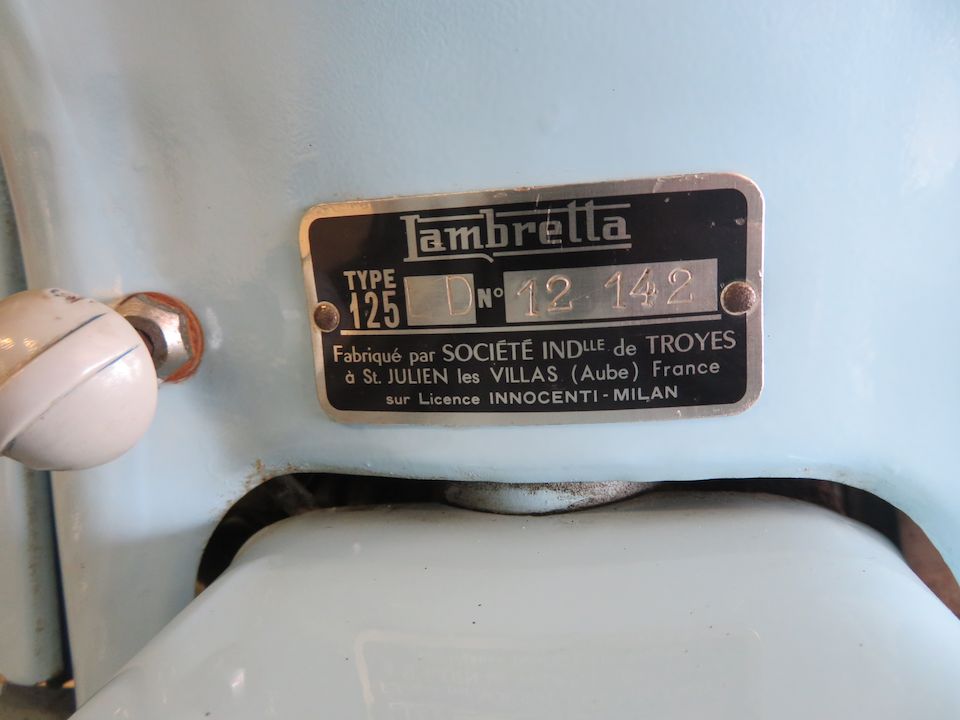 Lambretta
TYPE 125 LD N° 12 142
Fabriqué par SOCIÉTÉ INDLLE de TROYES
à St. JULIEN les VILLAS (Aube) France
sur Licence INNOCENTI - MILAN